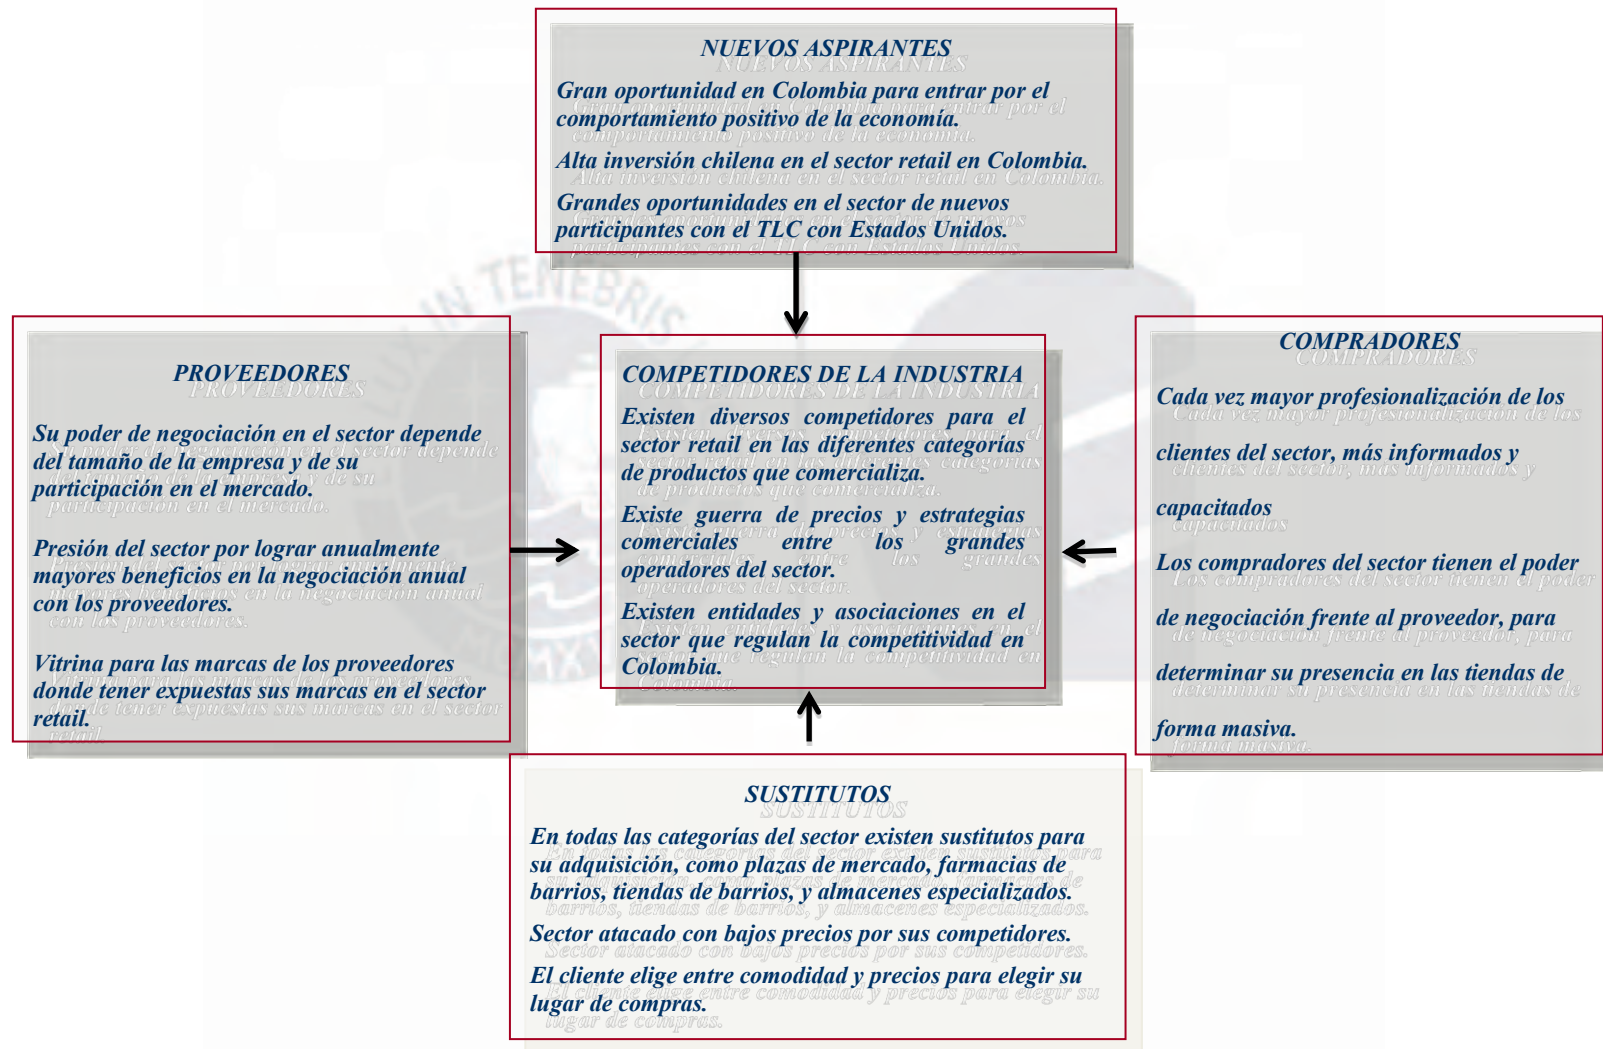 NUEVOS ASPIRANTES
Gran oportunidad en Colombia para entrar por el
comportamiento positivo de la economía.
Alta inversión chilena en el sector retail en Colombia.
Grandes oportunidades en el sector de nuevos
participantes con el TLC con Estados Unidos.
LUX IN TENEBRIS
PROVEEDORES
Su poder de negociación en el sector depende
del tamaño de la empresa y de su
participación en el mercado.
Presión del sector por lograr anualmente
mayores beneficios en la negociación anual
con los proveedores.
Vitrina para las marcas de los proveedores
donde tener expuestas sus marcas en el sector
retail.
COMPETIDORES DE LA INDUSTRIA
Existen diversos competidores para el
sector retail en las diferentes categorías
de productos que comercializa.
Existe guerra de precios y estrategias
comerciales entre los grandes
operadores del sector.
Existen entidades y asociaciones en el
sector que regulan la competitividad en
Colombia.
COMPRADORES
Cada vez mayor profesionalización de los
clientes del sector, más informados y
capacitados
Los compradores del sector tienen el poder
de negociación frente al proveedor, para
determinar su presencia en las tiendas de
forma masiva.
SUSTITUTOS
En todas las categorías del sector existen sustitutos para
su adquisición, como plazas de mercado, farmacias de
barrios, tiendas de barrios, y almacenes especializados.
Sector atacado con bajos precios por sus competidores.
El cliente elige entre comodidad y precios para elegir su
lugar de compras.